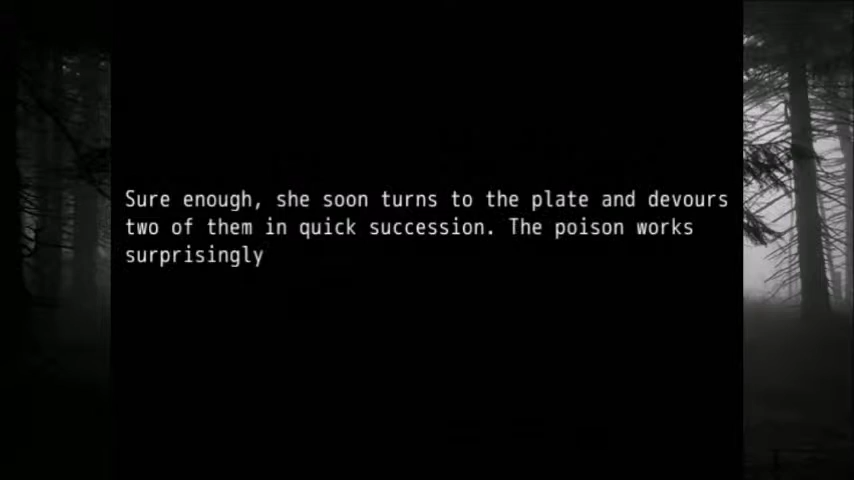 Sure enough, she soon turns to the plate and devours
two of them in quick succession. The poison works
surprisingly